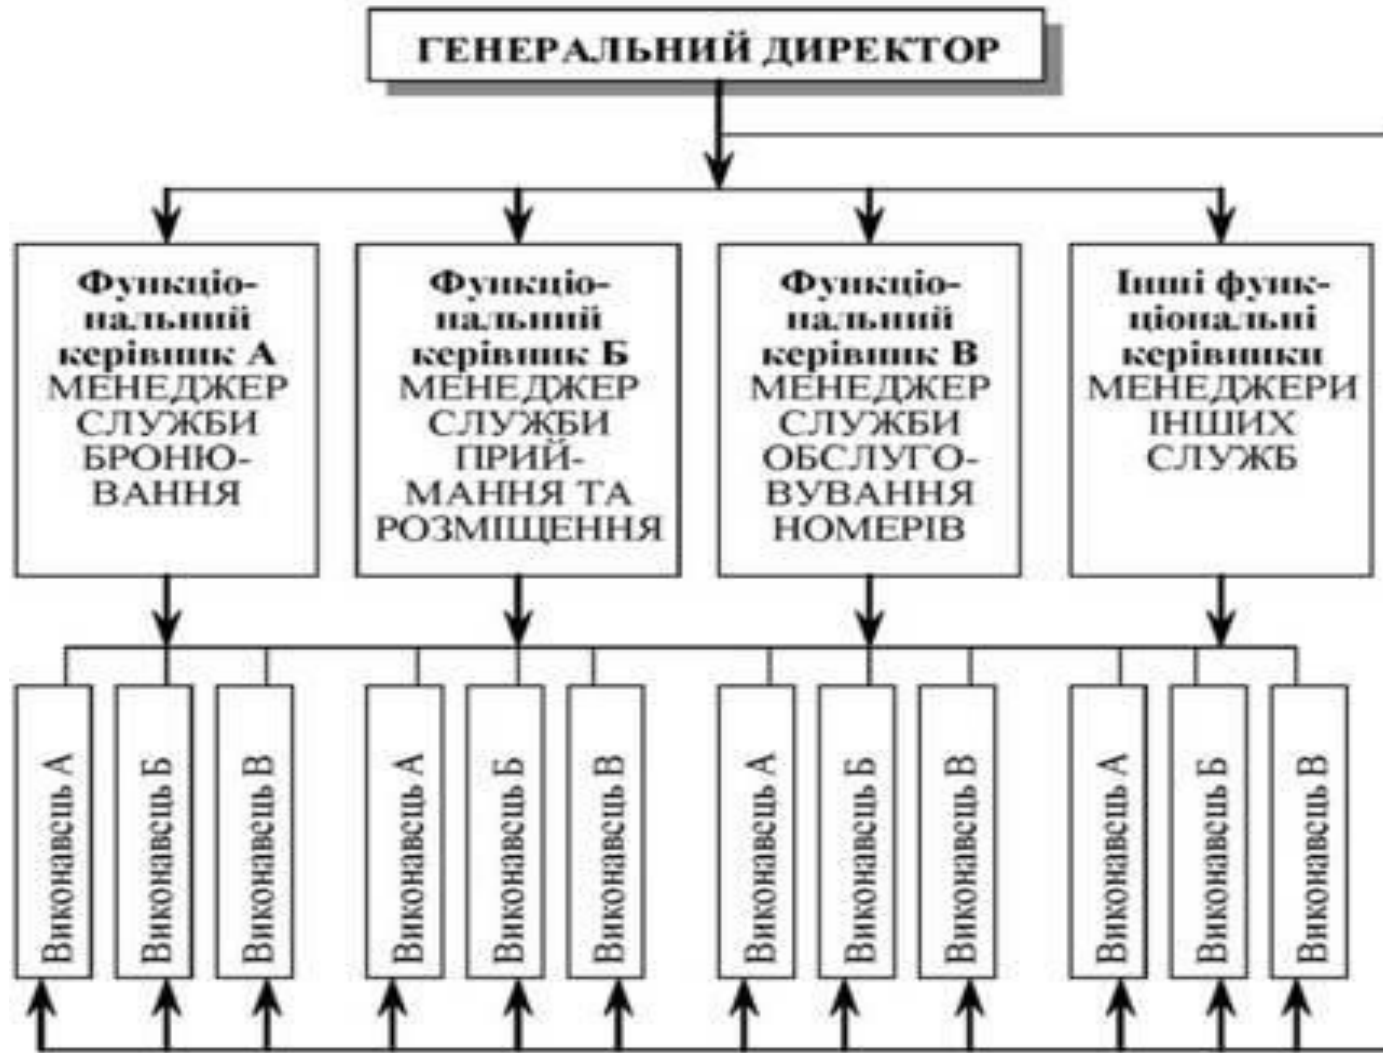 ГЕНЕРАЛЬНИЙ ДИРЕКТОР
Функціо-
нальний
керівник А
МЕНЕДЖЕР
СЛУЖБИ
БРОНЮ-
ВАННЯ
Функціо-
нальний
керівник Б
МЕНЕДЖЕР
СЛУЖБИ
ПРИЙ-
МАННЯ ТА
РОЗМІЩЕННЯ
Функціо-
нальний
керівник В
МЕНЕДЖЕР
СЛУЖБИ
ОБСЛУГО-
ВУВАННЯ
НОМЕРІВ
Інші функ-
ціональні
керівники
МЕНЕДЖЕРИ
ІНШИХ
СЛУЖБ
Виконавець А
Виконавець Б
Виконавець В
Виконавець А
Виконавець Б
Виконавець В
Виконавець А
Виконавець Б
Виконавець В
Виконавець А
Виконавець Б
Виконавець В